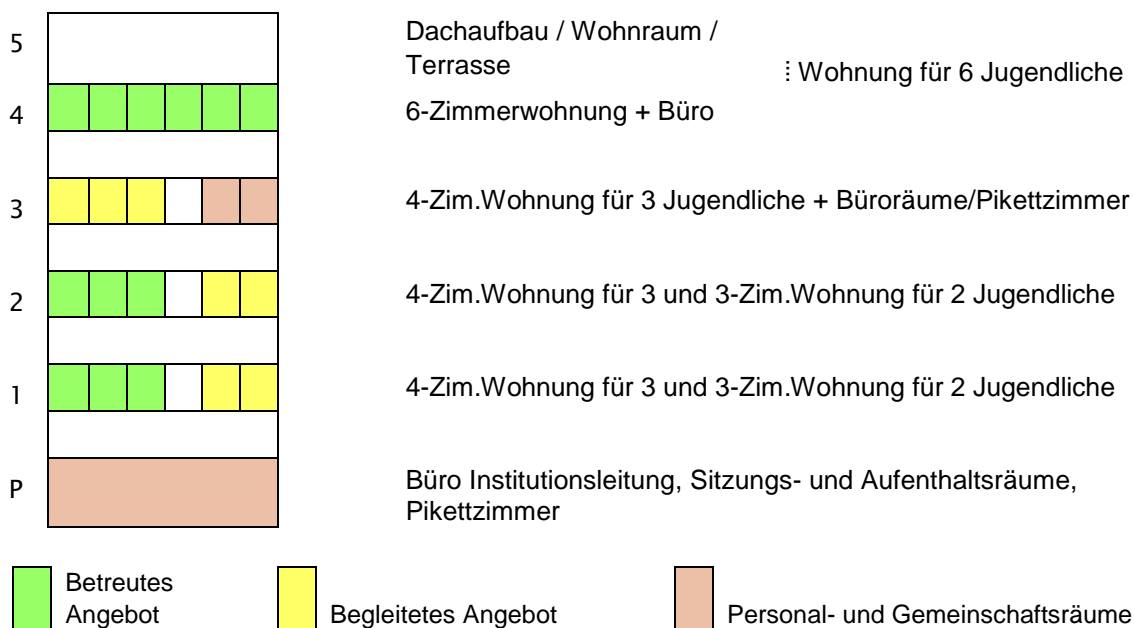 5
Dachaufbau / Wohnraum /
Terrasse
⁞ Wohnung für 6 Jugendliche
4
6-Zimmerwohnung + Büro
3
4-Zim.Wohnung für 3 Jugendliche + Büroräume/Pikettzimmer
2
4-Zim.Wohnung für 3 und 3-Zim.Wohnung für 2 Jugendliche
1
4-Zim.Wohnung für 3 und 3-Zim.Wohnung für 2 Jugendliche
P
Büro Institutionsleitung, Sitzungs- und Aufenthaltsräume,
Pikettzimmer
Betreutes
Angebot
Begleitetes Angebot
Personal- und Gemeinschaftsräume